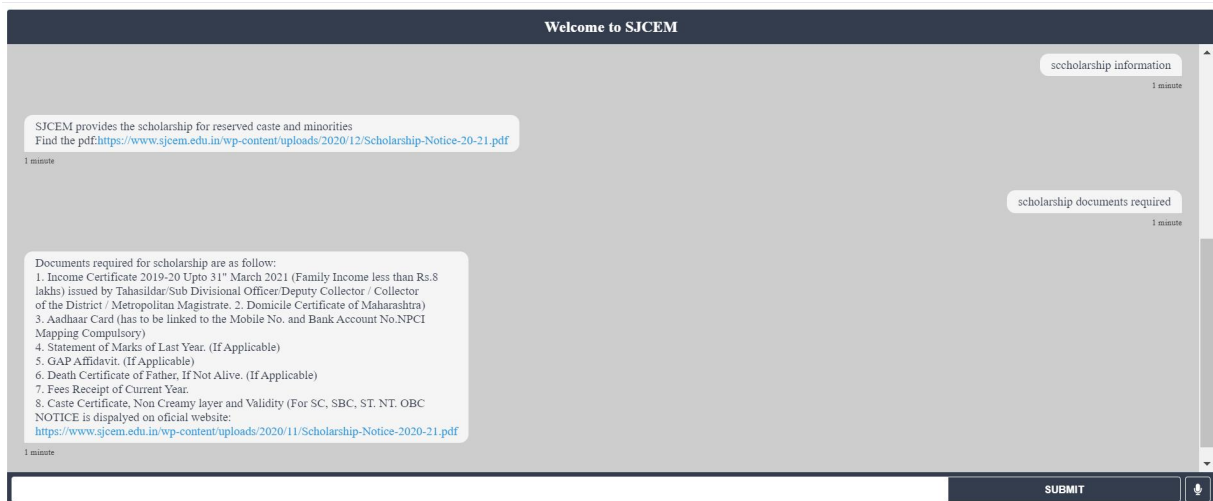 Welcome to SJCEM
sccholarship information
1 minute
SJCEM provides the scholarship for reserved caste and minorities
Find the pdf:https://www.sjcem.edu.in/wp-content/uploads/2020/12/Scholarship-Notice-20-21.pdf
1 minute
scholarship documents required
1 minute
Documents required for scholarship are as follow:
1. Income Certificate 2019-20 Upto 31" March 2021 (Family Income less than Rs.8
lakhs) issued by Tahasildar/Sub Divisional Officer/Deputy Collector / Collector
of the District / Metropolitan Magistrate. 2. Domicile Certificate of Maharashtra)
3. Aadhaar Card (has to be linked to the Mobile No. and Bank Account No.NPCI
Mapping Compulsory)
4. Statement of Marks of Last Year. (If Applicable)
5. GAP Affidavit. (If Applicable)
6. Death Certificate of Father, If Not Alive. (If Applicable)
7. Fees Receipt of Current Year.
8. Caste Certificate, Non Creamy layer and Validity (For SC, SBC, ST. NT. OBC
NOTICE is dispalyed on oficial website:
https://www.sjcem.edu.in/wp-content/uploads/2020/11/Scholarship-Notice-2020-21.pdf
1 minute
SUBMIT